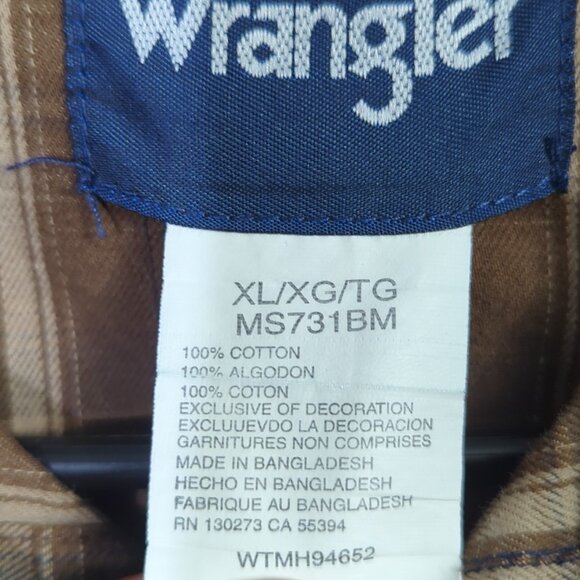 Wrangler
XL/XG/TG
MS731BM
100% COTTON
100% ALGODON
100% COTON
EXCLUSIVE OF DECORATION
EXCLUUEVDO LA DECORACION
GARNITURES NON COMPRISES
MADE IN BANGLADESH
HECHO EN BANGLADESH
FABRIQUE AU BANGLADESH
RN 130273 CA 55394
WTMH94652